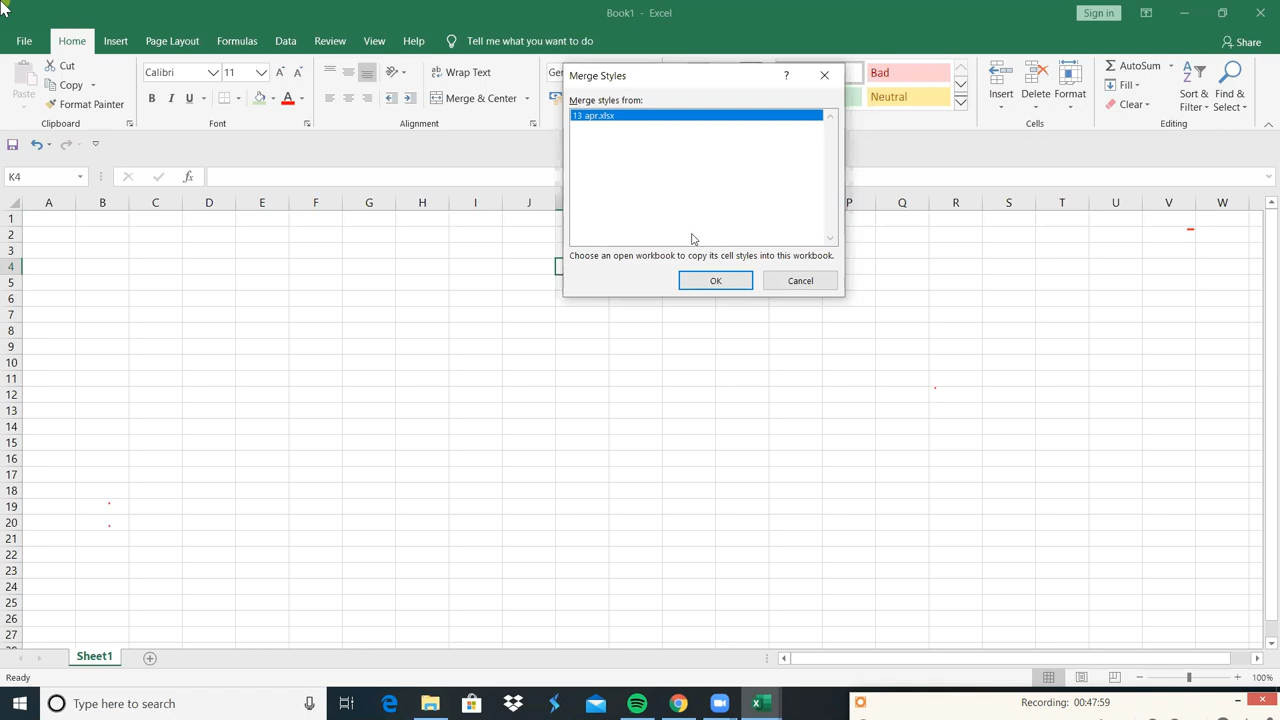 Book1 - Excel
Sign in
File Home Insert Page Layout Formulas Data Review View Help Tell me what you want to do Share
Cut
Copy
Format Painter
Paste
Clipboard
Calibri 11
B I U A
Font
Wrap Text
Merge & Center
Alignment
Gen
Bad
Neutral
Insert Delete Format
Cells
AutoSum
Fill
Clear
Sort & Filter
Find & Select
Editing
Merge Styles ?
Merge styles from:
13 apr.xlsx
Choose an open workbook to copy its cell styles into this workbook.
OK Cancel
K4 fx
A B C D E F G H I J P Q R S T U V W
1
2
3
4
5
6
7
8
9
10
11
12
13
14
15
16
17
18
19
20
21
22
23
24
25
26
27
Sheet1
Ready
100%
Type here to search
Recording: 00:47:59